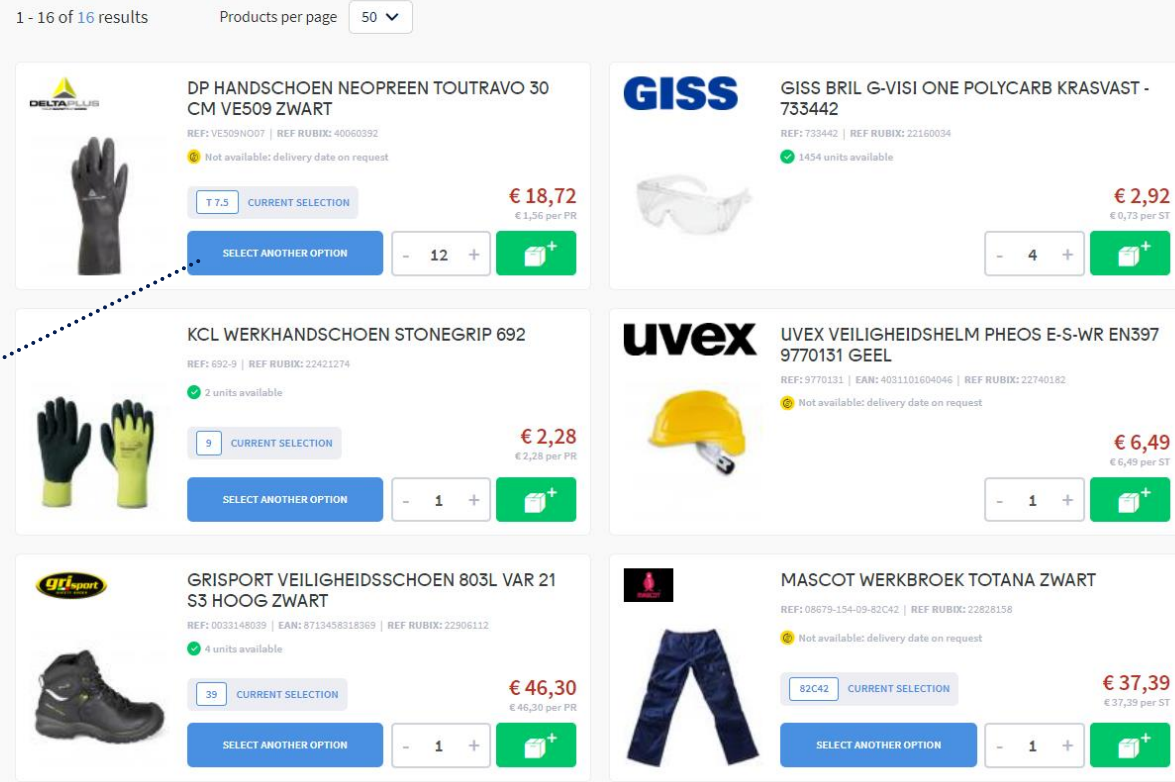 1 - 16 of 16 results
Products per page 50
DELTAPLUS
DP HANDSCHOEN NEOPREEN TOUTRAVO 30
CM VE509 ZWART
REF: VE509NO07 | REF RUBIX: 40060392
Not available: delivery date on request
T 7.5 CURRENT SELECTION
€ 18,72
€ 1,56 per PR
SELECT ANOTHER OPTION
- 12 +
GISS
GISS BRIL G-VISI ONE POLYCARB KRASVAST -
733442
REF: 733442 | REF RUBIX: 22160034
1454 units available
€ 2,92
€ 0,73 per ST
- 4 +
KCL WERKHANDSCHOEN STONEGRIP 692
REF: 692-9 | REF RUBIX: 22421274
2 units available
9 CURRENT SELECTION
€ 2,28
€ 2,28 per PR
SELECT ANOTHER OPTION
- 1 +
uvex
UVEX VEILIGHEIDSHELM PHEOS E-S-WR EN397
9770131 GEEL
REF: 9770131 | EAN: 4031101604046 | REF RUBIX: 22740182
Not available: delivery date on request
€ 6,49
€ 6,49 per ST
- 1 +
grisport
GRISPORT VEILIGHEIDSSCHOEN 803L VAR 21
S3 HOOG ZWART
REF: 0033148039 | EAN: 8713458318369 | REF RUBIX: 22906112
4 units available
39 CURRENT SELECTION
€ 46,30
€ 46,30 per PR
SELECT ANOTHER OPTION
- 1 +
MASCOT
MASCOT WERKBROEK TOTANA ZWART
REF: 08679-154-09-82C42 | REF RUBIX: 22828158
Not available: delivery date on request
82C42 CURRENT SELECTION
€ 37,39
€ 37,39 per ST
SELECT ANOTHER OPTION
- 1 +